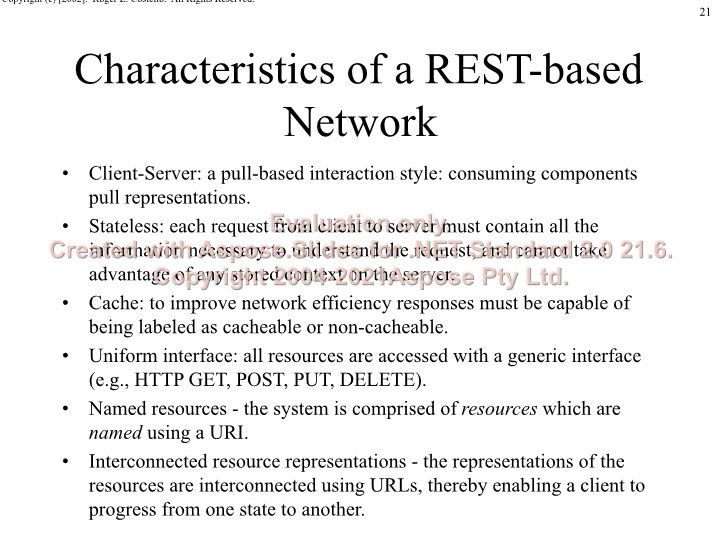 Copyright (c) [2002]. Roger L. Costello. All Rights Reserved.
21
Characteristics of a REST-based
Network
• Client-Server: a pull-based interaction style: consuming components
pull representations.
• Stateless: each request from client to server must contain all the
information necessary to understand the request, and cannot take
advantage of any stored context on the server.
Evaluation only.
Created with Aspose.Slides for .NET Standard 2.0 21.6.
Copyright 2004-2021Aspose Pty Ltd.
• Cache: to improve network efficiency responses must be capable of
being labeled as cacheable or non-cacheable.
• Uniform interface: all resources are accessed with a generic interface
(e.g., HTTP GET, POST, PUT, DELETE).
• Named resources - the system is comprised of resources which are
named using a URI.
• Interconnected resource representations - the representations of the
resources are interconnected using URLs, thereby enabling a client to
progress from one state to another.